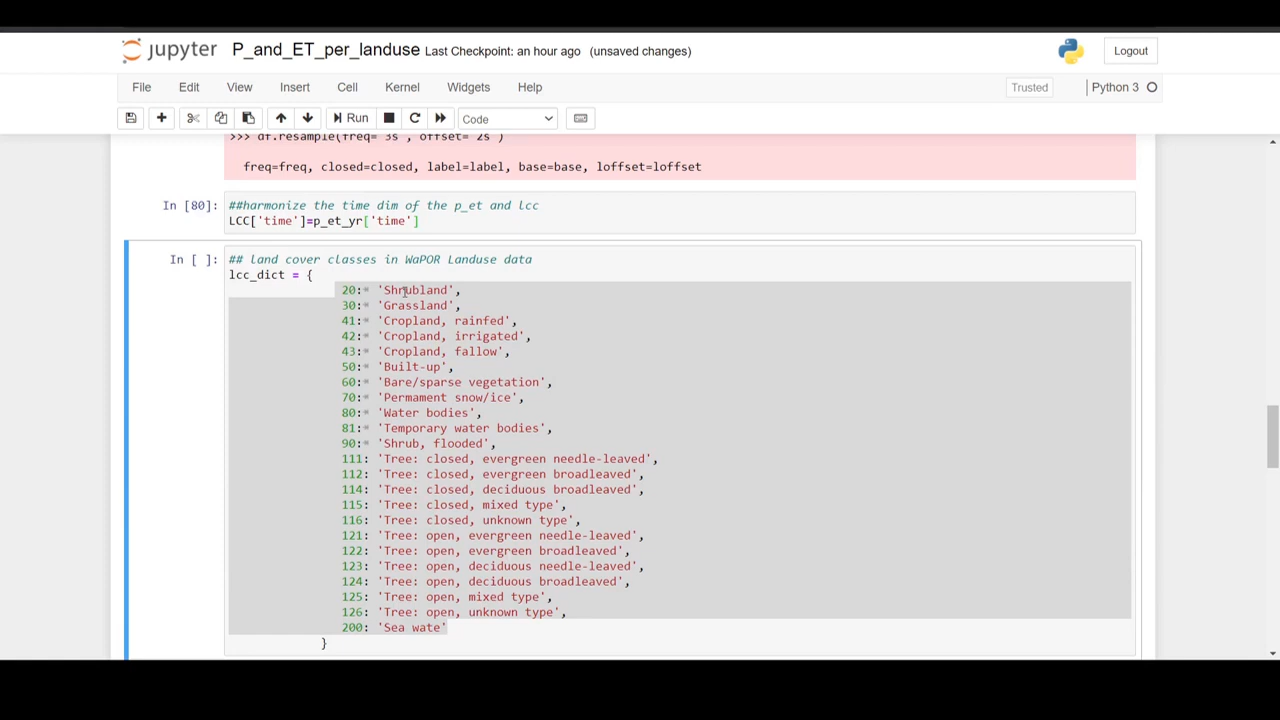 jupyter P_and_ET_per_landuse Last Checkpoint: an hour ago (unsaved changes) Logout
File Edit View Insert Cell Kernel Widgets Help Trusted Python 3
Run Code
>>> df.resample(freq="3s", offset="2s")
freq=freq, closed=closed, label=label, base=base, loffset=loffset
In [80]: ##harmonize the time dim of the p_et and lcc
LCC['time']=p_et_yr['time']
In [ ]: ## land cover classes in WaPOR Landuse data
lcc_dict = {
20: 'Shrubland',
30: 'Grassland',
41: 'Cropland, rainfed',
42: 'Cropland, irrigated',
43: 'Cropland, fallow',
50: 'Built-up',
60: 'Bare/sparse vegetation',
70: 'Permament snow/ice',
80: 'Water bodies',
81: 'Temporary water bodies',
90: 'Shrub, flooded',
111: 'Tree: closed, evergreen needle-leaved',
112: 'Tree: closed, evergreen broadleaved',
114: 'Tree: closed, deciduous broadleaved',
115: 'Tree: closed, mixed type',
116: 'Tree: closed, unknown type',
121: 'Tree: open, evergreen needle-leaved',
122: 'Tree: open, evergreen broadleaved',
123: 'Tree: open, deciduous needle-leaved',
124: 'Tree: open, deciduous broadleaved',
125: 'Tree: open, mixed type',
126: 'Tree: open, unknown type',
200: 'Sea wate'
}